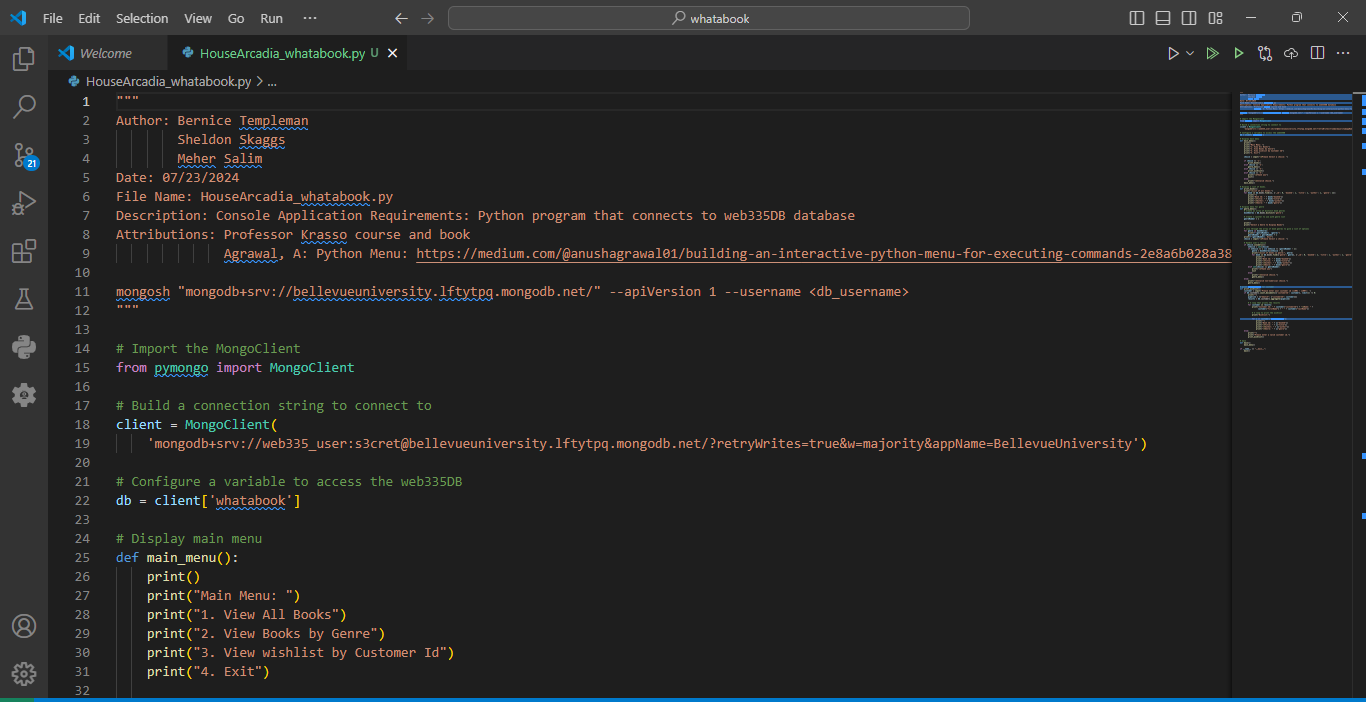 File Edit Selection View Go Run ··· whatabook
Welcome HouseArcadia_whatabook.py U
HouseArcadia_whatabook.py > ...
1 """
2 Author: Bernice Templeman
3 Sheldon Skaggs
4 Meher Salim
5 Date: 07/23/2024
6 File Name: HouseArcadia_whatabook.py
7 Description: Console Application Requirements: Python program that connects to web335DB database
8 Attributions: Professor Krasso course and book
9 Agrawal, A: Python Menu: https://medium.com/@anushagrawal01/building-an-interactive-python-menu-for-executing-commands-2e8a6b028a38
10
11 mongosh "mongodb+srv://bellevueuniversity.lftytpq.mongodb.net/" --apiVersion 1 --username <db_username>
12 """
13
14 # Import the MongoClient
15 from pymongo import MongoClient
16
17 # Build a connection string to connect to
18 client = MongoClient(
19 'mongodb+srv://web335_user:s3cret@bellevueuniversity.lftytpq.mongodb.net/?retryWrites=true&w=majority&appName=BellevueUniversity')
20
21 # Configure a variable to access the web335DB
22 db = client['whatabook']
23
24 # Display main menu
25 def main_menu():
26 print()
27 print("Main Menu: ")
28 print("1. View All Books")
29 print("2. View Books by Genre")
30 print("3. View wishlist by Customer Id")
31 print("4. Exit")
32
21